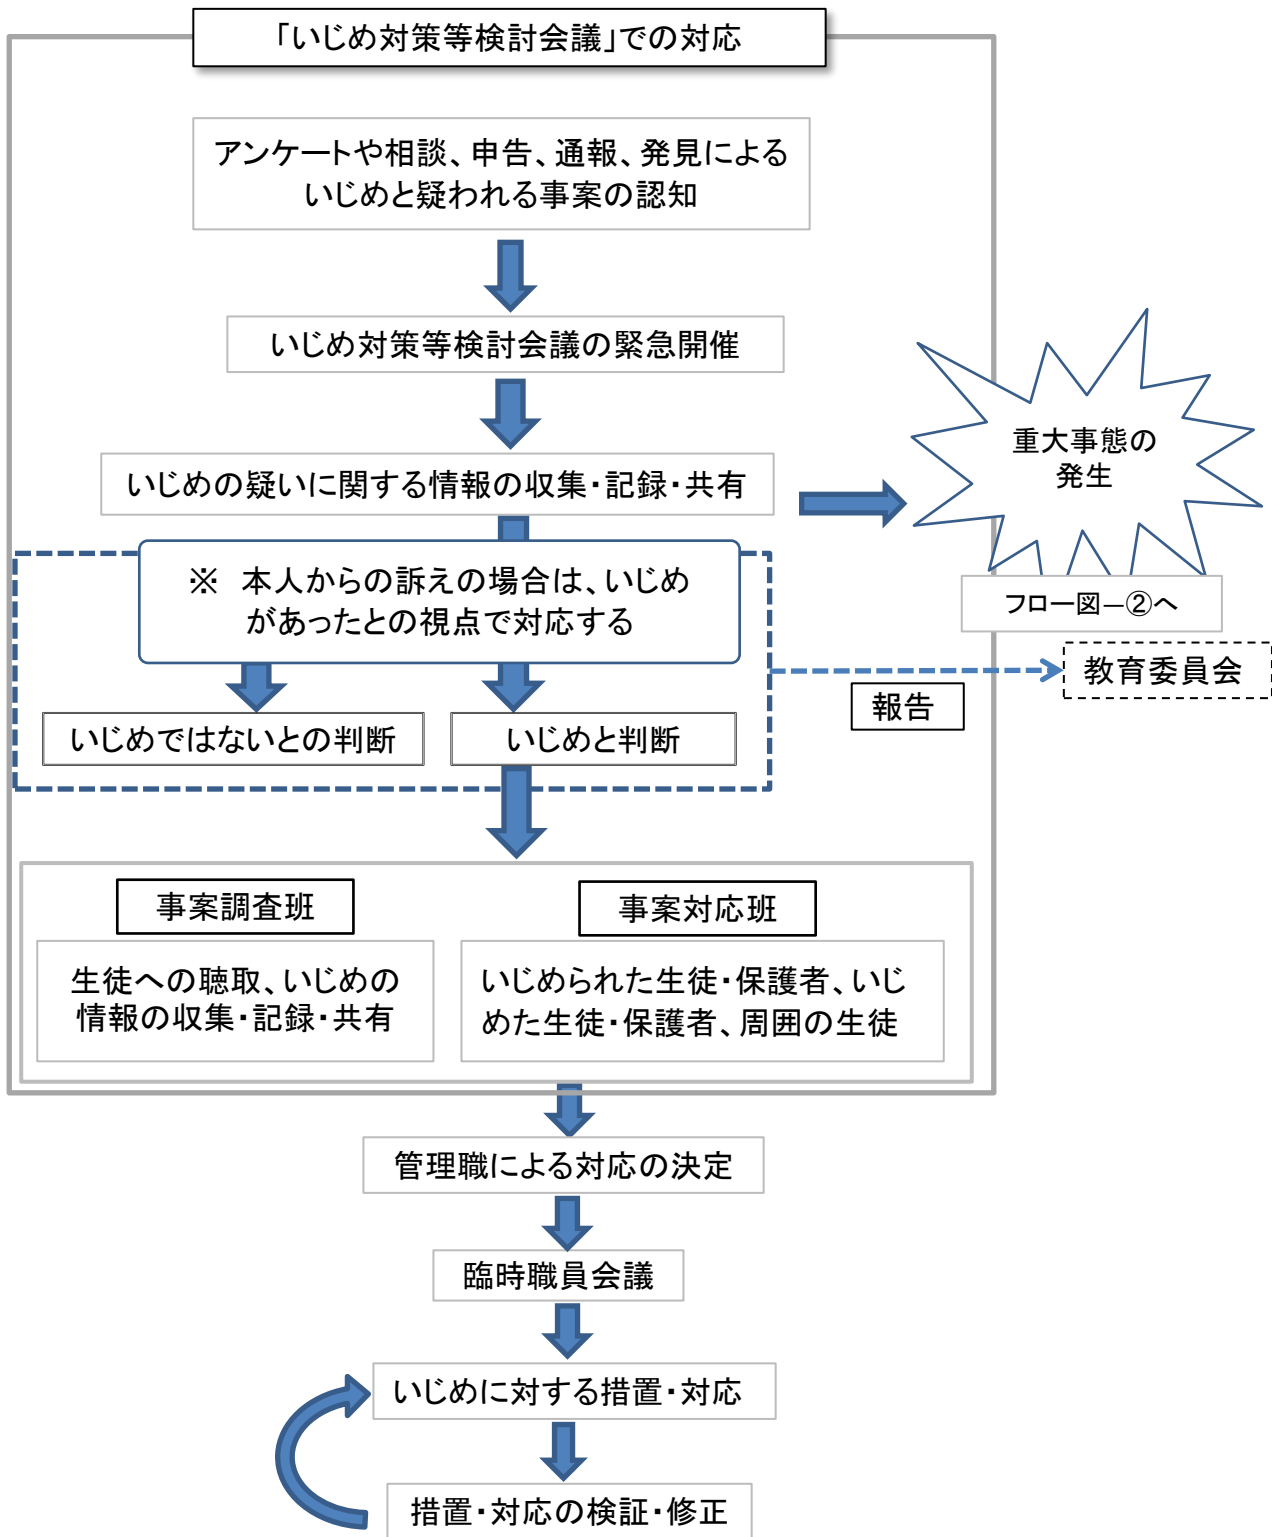 「いじめ対策等検討会議」での対応
アンケートや相談、申告、通報、発見による
いじめと疑われる事案の認知
いじめ対策等検討会議の緊急開催
いじめの疑いに関する情報の収集・記録・共有
重大事態の
発生
フロー図―②へ
※　本人からの訴えの場合は、いじめ
があったとの視点で対応する
教育委員会
報告
いじめではないとの判断
いじめと判断
事案調査班
生徒への聴取、いじめの
情報の収集・記録・共有
事案対応班
いじめられた生徒・保護者、いじ
めた生徒・保護者、周囲の生徒
管理職による対応の決定
臨時職員会議
いじめに対する措置・対応
措置・対応の検証・修正